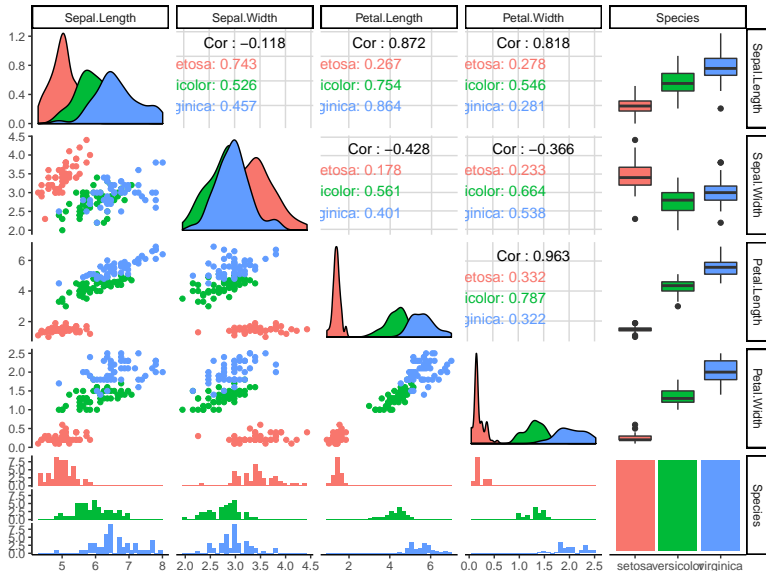 Sepal.Length Sepal.Width Petal.Length Petal.Width Species
1.2
0.8
0.4
0.0
Cor : −0.118
etosa: 0.743
icolor: 0.526
ginica: 0.457
Cor : 0.872
etosa: 0.267
icolor: 0.754
ginica: 0.864
Cor : 0.818
etosa: 0.278
icolor: 0.546
ginica: 0.281
Sepal.Length
4.5
4.0
3.5
3.0
2.5
2.0
Cor : −0.428
etosa: 0.178
icolor: 0.561
ginica: 0.401
Cor : −0.366
etosa: 0.233
icolor: 0.664
ginica: 0.538
Sepal.Width
6
4
2
Cor : 0.963
etosa: 0.332
icolor: 0.787
ginica: 0.322
Petal.Length
2.5
2.0
1.5
1.0
0.5
0.0
Petal.Width
7.5
5.0
2.5
0.0
7.5
5.0
2.5
0.0
7.5
5.0
2.5
0.0
Species
5 6 7 8 2.0 2.5 3.0 3.5 4.0 4.5 2 4 6 0.0 0.5 1.0 1.5 2.0 2.5 setosa versicolor virginica